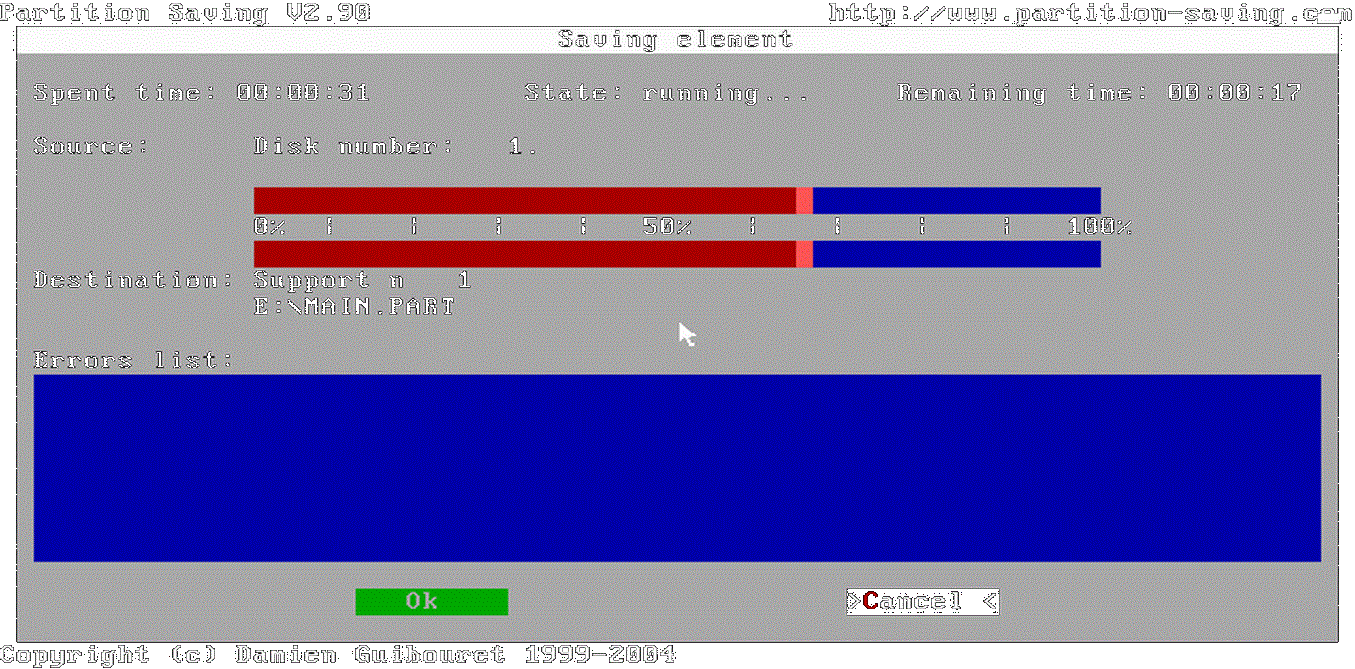 Partition Saving V2.90 http://www.partition-saving.com
Saving element
Spent time: 00:00:31 State: running... Remaining time: 00:00:17
Source: Disk number: 1.
0% | | | | 50% | | | | 100%
Destination: Support n 1
E:\MAIN.PART
Errors list:
Ok >Cancel <
Copyright (c) Damien Guibouret 1999-2004